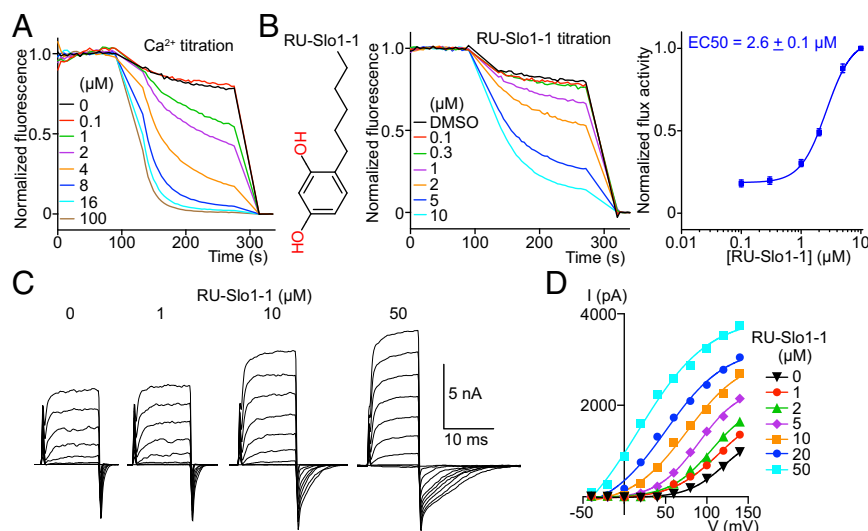 A
Ca²⁺ titration
Normalized fluorescence
1.0
0.5
0
(µM)
0
0.1
1
2
4
8
16
100
0
100
200
300
Time (s)
B
RU-Slo1-1
HO
HO
RU-Slo1-1 titration
Normalized fluorescence
1.0
0.5
0
(µM)
DMSO
0.1
0.3
1
2
5
10
0
100
200
300
Time (s)
EC50 = 2.6 ± 0.1 µM
Normalized flux activity
1.0
0.5
0
0.01
0.1
1
10
[RU-Slo1-1] (µM)
C
RU-Slo1-1 (µM)
0
1
10
50
5 nA
10 ms
D
I (pA)
4000
2000
0
-50
0
50
100
150
V (mV)
RU-Slo1-1
(µM)
0
1
2
5
10
20
50